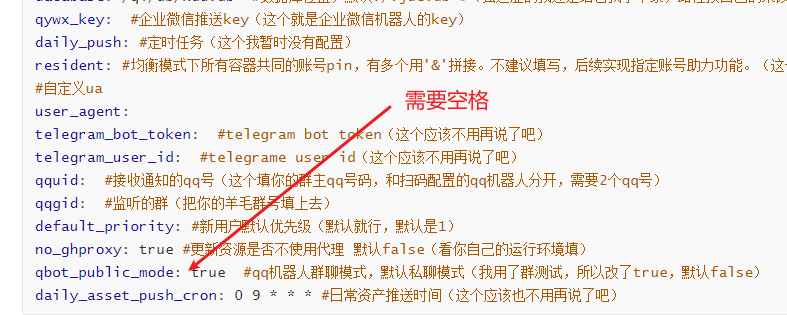 qywx_key:  #企业微信推送key（这个就是企业微信机器人的key）
daily_push: #定时任务（这个我暂时没有配置）
resident: #均衡模式下所有容器共同的账号pin，有多个用'&'拼接。不建议填写，后续实现指定账号助力功能。（这
#自定义ua
需要空格
user_agent:
telegram_bot_token:  #telegram bot token（这个应该不用再说了吧）
telegram_user_id:  #telegrame user id（这个应该不用再说了吧）
qquid:  #接收通知的qq号（这个填你的群主qq号码，和扫码配置的qq机器人分开，需要2个qq号）
qqgid:  #监听的群（把你的羊毛群号填上去）
default_priority: #新用户默认优先级（默认就行，默认是1）
no_ghproxy: true #更新资源是否不使用代理 默认false（看你自己的运行环境填）
qbot_public_mode: true  #qq机器人群聊模式，默认私聊模式（我用了群测试，所以改了true，默认false）
daily_asset_push_cron: 0 9 * * * #日常资产推送时间（这个应该也不用再说了吧）